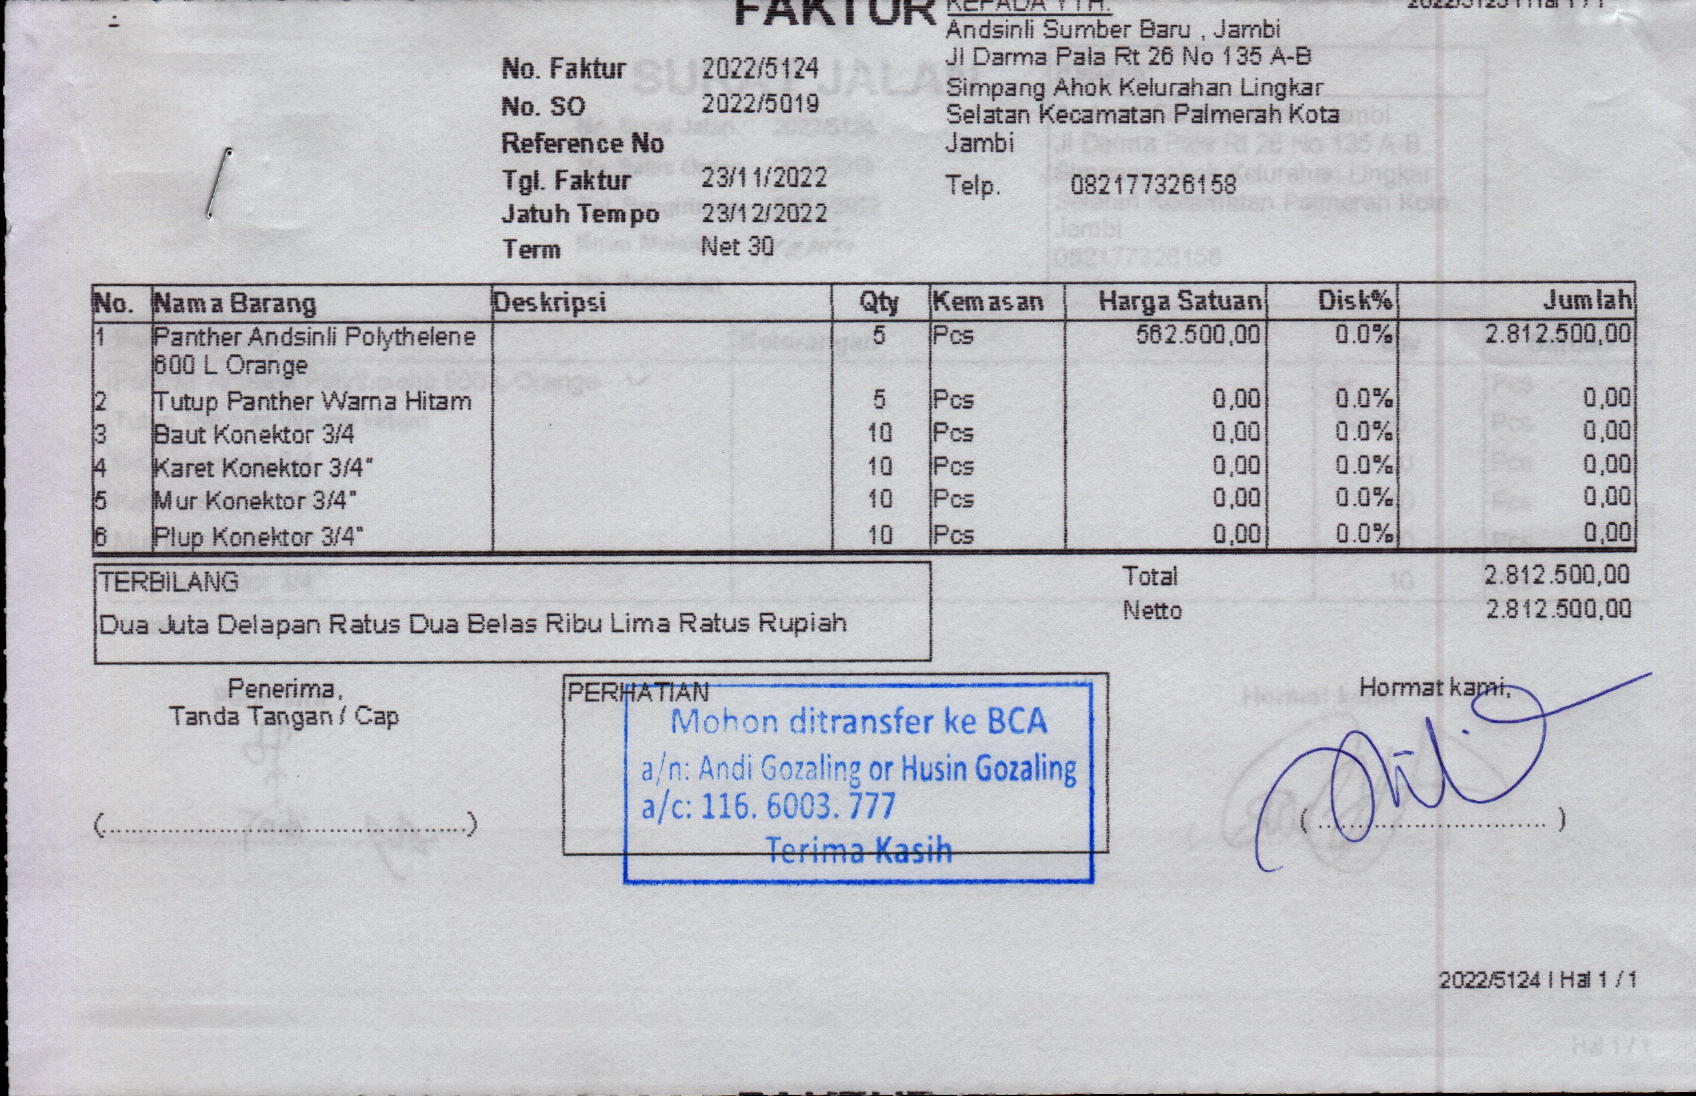 FAKTUR
KEPADA YTH.
2022/5123 I Hal 1 / 1
Andsinli Sumber Baru , Jambi
Jl Darma Pala Rt 26 No 135 A-B
Simpang Ahok Kelurahan Lingkar
Selatan Kecamatan Palmerah Kota
Jambi
Telp. 082177326158
No. Faktur 2022/5124
No. SO 2022/5019
Reference No
Tgl. Faktur 23/11/2022
Jatuh Tempo 23/12/2022
Term Net 30
No. Nama Barang Deskripsi Qty Kemasan Harga Satuan Disk% Jumlah
1 Panther Andsinli Polythelene 5 Pcs 562.500,00 0.0% 2.812.500,00
600 L Orange
2 Tutup Panther Warna Hitam 5 Pcs 0,00 0.0% 0,00
3 Baut Konektor 3/4 10 Pcs 0,00 0.0% 0,00
4 Karet Konektor 3/4" 10 Pcs 0,00 0.0% 0,00
5 Mur Konektor 3/4" 10 Pcs 0,00 0.0% 0,00
6 Plup Konektor 3/4" 10 Pcs 0,00 0.0% 0,00
TERBILANG
Dua Juta Delapan Ratus Dua Belas Ribu Lima Ratus Rupiah
Total 2.812.500,00
Netto 2.812.500,00
Penerima,
Tanda Tangan / Cap
(..........................................)
PERHATIAN
Mohon ditransfer ke BCA
a/n: Andi Gozaling or Husin Gozaling
a/c: 116. 6003. 777
Terima Kasih
Hormat kami,
( ............................ )
2022/5124 I Hal 1 / 1
Hal 1 / 1